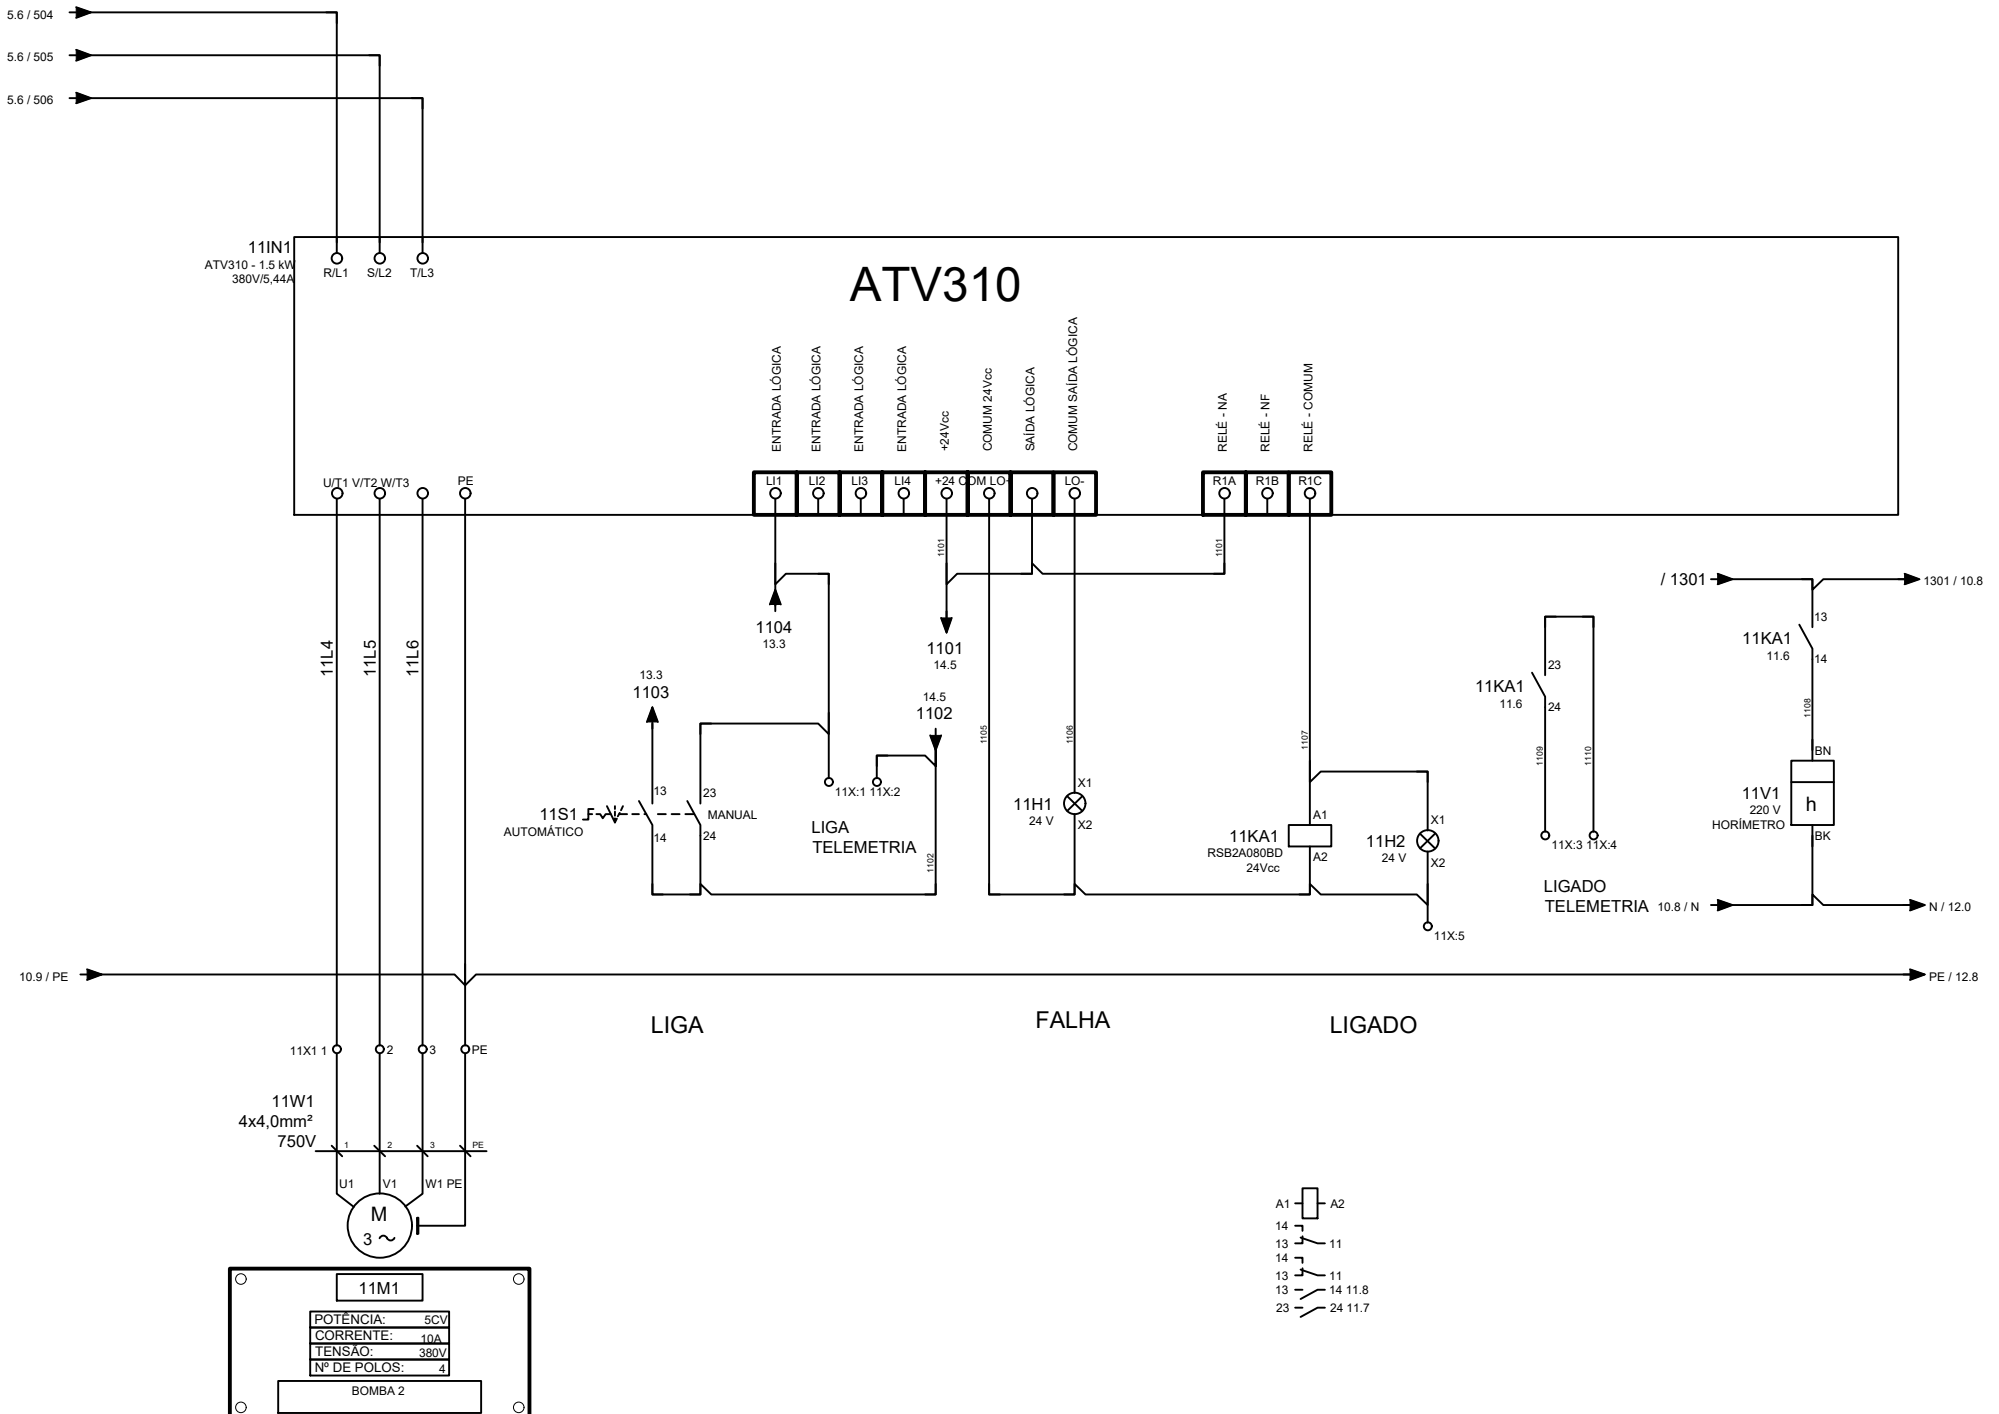 5.6 / 504
5.6 / 505
5.6 / 506
11IN1
ATV310 - 1.5 kW
380V/5,44A
R/L1 S/L2 T/L3
ATV310
ENTRADA LÓGICA
ENTRADA LÓGICA
ENTRADA LÓGICA
ENTRADA LÓGICA
+24Vcc
COMUM 24Vcc
SAÍDA LÓGICA
COMUM SAÍDA LÓGICA
RELÉ - NA
RELÉ - NF
RELÉ - COMUM
U/T1 V/T2 W/T3 PE
LI1 LI2 LI3 LI4 +24 COM LO+ LO-
R1A R1B R1C
1101
1101
/ 1301
1301 / 10.8
1104
13.3
1101
14.5
11L4
11L5
11L6
13.3
1103
14.5
1102
13
11KA1
11.6
14
23
11KA1
11.6
24
1105
1106
1107
1109
1110
1108
BN
11V1
220 V
HORÍMETRO
h
BK
11S1
AUTOMÁTICO
13
14
23
24
MANUAL
11X:1 11X:2
LIGA
TELEMETRIA
1102
X1
11H1
24 V
X2
A1
11KA1
RSB2A080BD
24Vcc
A2
X1
11H2
24 V
X2
11X:3 11X:4
LIGADO
TELEMETRIA
10.8 / N
N / 12.0
11X:5
10.9 / PE
PE / 12.8
LIGA
FALHA
LIGADO
11X1 1 2 3 PE
11W1
4x4,0mm²
750V
1 2 3 PE
U1 V1 W1 PE
M
3 ~
11M1
POTÊNCIA: 5CV
CORRENTE: 10A
TENSÃO: 380V
Nº DE POLOS: 4
BOMBA 2
A1 A2
14
13 11
14
13 11
13 14 11.8
23 24 11.7